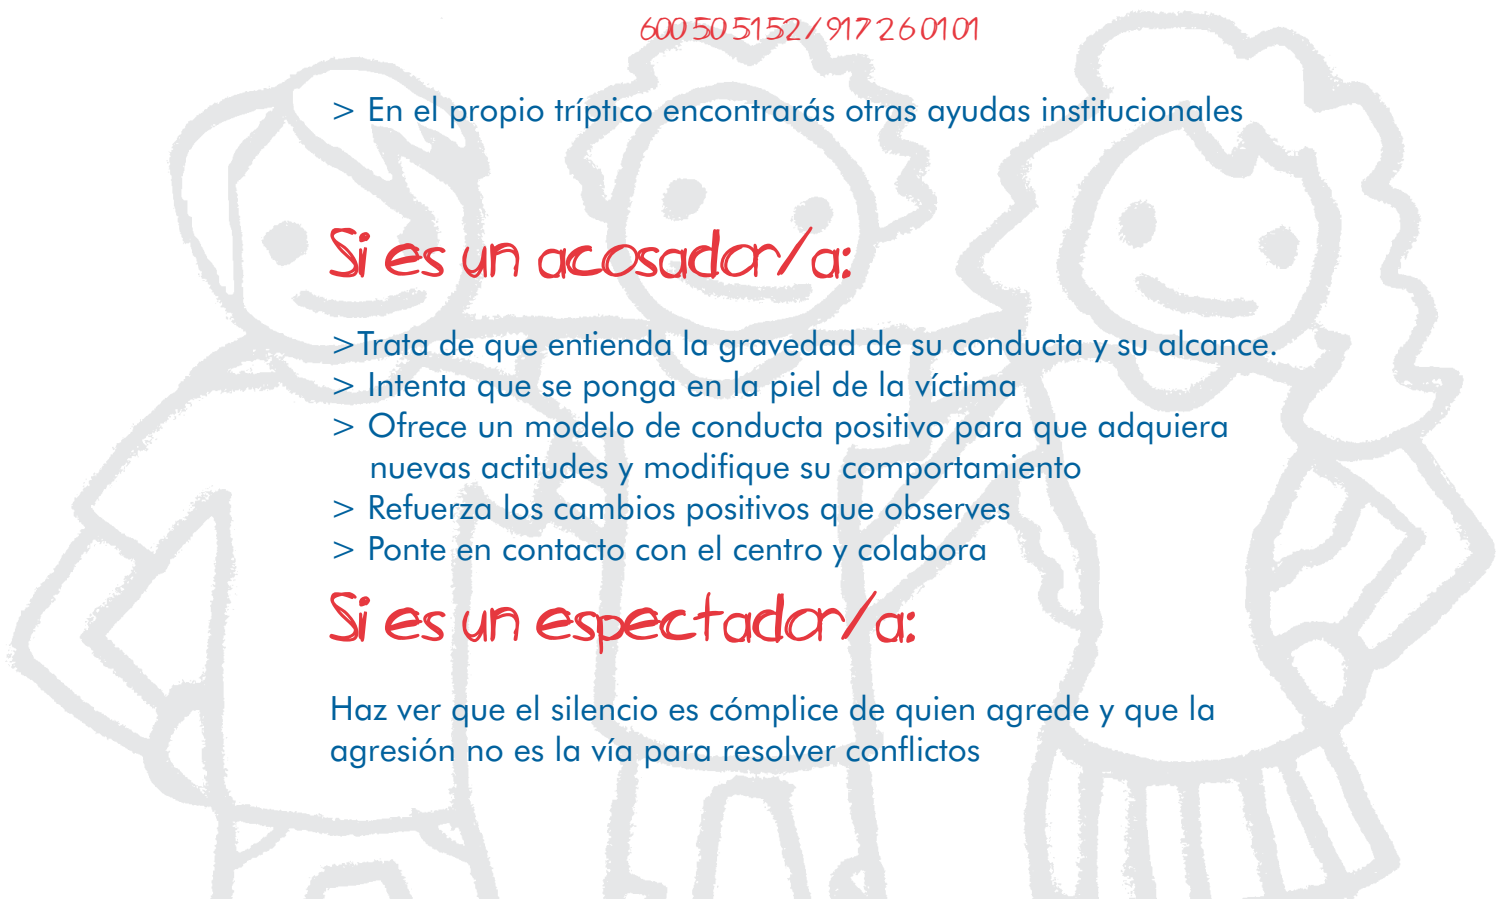 600 50 51 52 / 917 26 01 01
> En el propio tríptico encontrarás otras ayudas institucionales
Si es un acosador/a:
>Trata de que entienda la gravedad de su conducta y su alcance.
> Intenta que se ponga en la piel de la víctima
> Ofrece un modelo de conducta positivo para que adquiera
nuevas actitudes y modifique su comportamiento
> Refuerza los cambios positivos que observes
> Ponte en contacto con el centro y colabora
Si es un espectador/a:
Haz ver que el silencio es cómplice de quien agrede y que la
agresión no es la vía para resolver conflictos